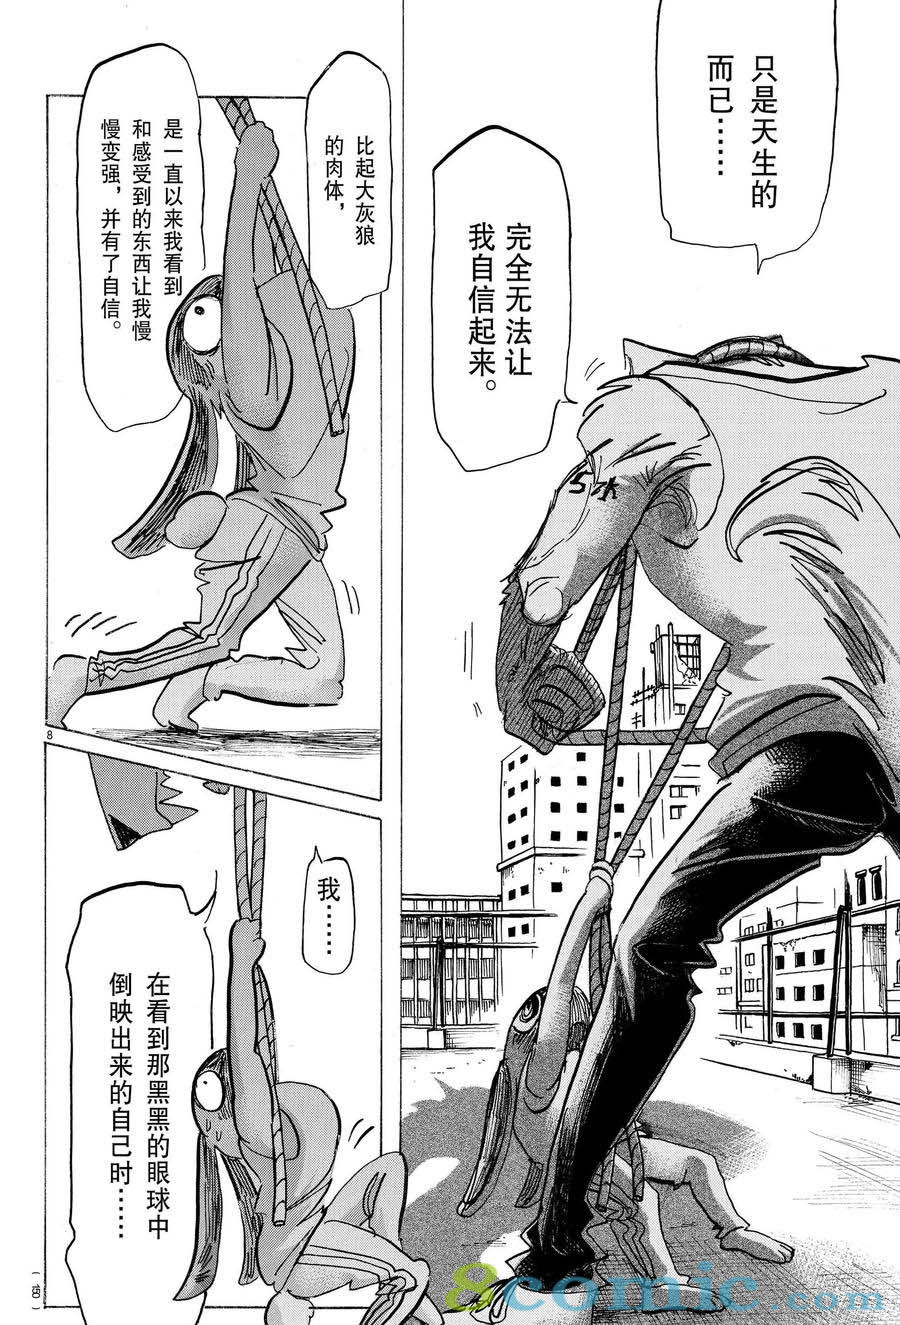 只是天生的
而已……
完全无法让
我自信起来。
比起大灰狼
的肉体，
是一直以来我看到
和感受到的东西让我慢
慢变强，并有了自信。
我……
在看到那黑黑的眼球中
倒映出来的自己时……
8
(150)
8comic.com